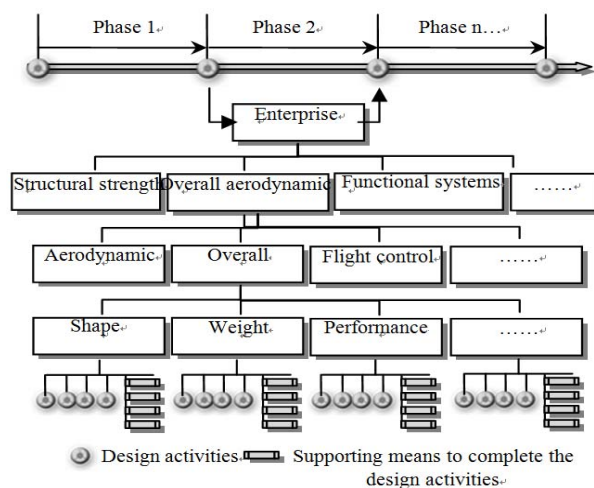 Phase 1 Phase 2 Phase n…
Enterprise
Structural strength Overall aerodynamic Functional systems ……
Aerodynamic Overall Flight control ……
Shape Weight Performance ……
Design activities Supporting means to complete the
design activities